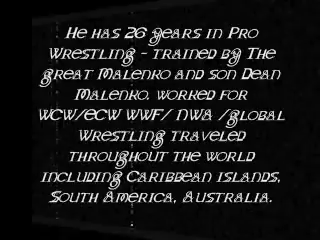 He has 26 years in Pro
Wrestling - trained by The
great Malenko and son Dean
Malenko. worked for
WCW/ECW WWF/ NWA /global
Wrestling traveled
throughout the world
including Caribbean islands,
South America, Australia.